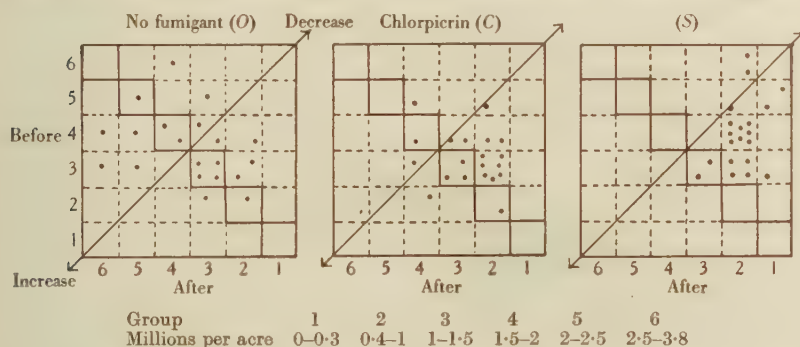 No fumigant (O) Decrease Chlorpicrin (C) (S)
6
5
Before 4
3
2
1
6 5 4 3 2 1 6 5 4 3 2 1 6 5 4 3 2 1
Increase After After After
Group 1 2 3 4 5 6
Millions per acre 0–0·3 0·4–1 1–1·5 1·5–2 2–2·5 2·5–3·8